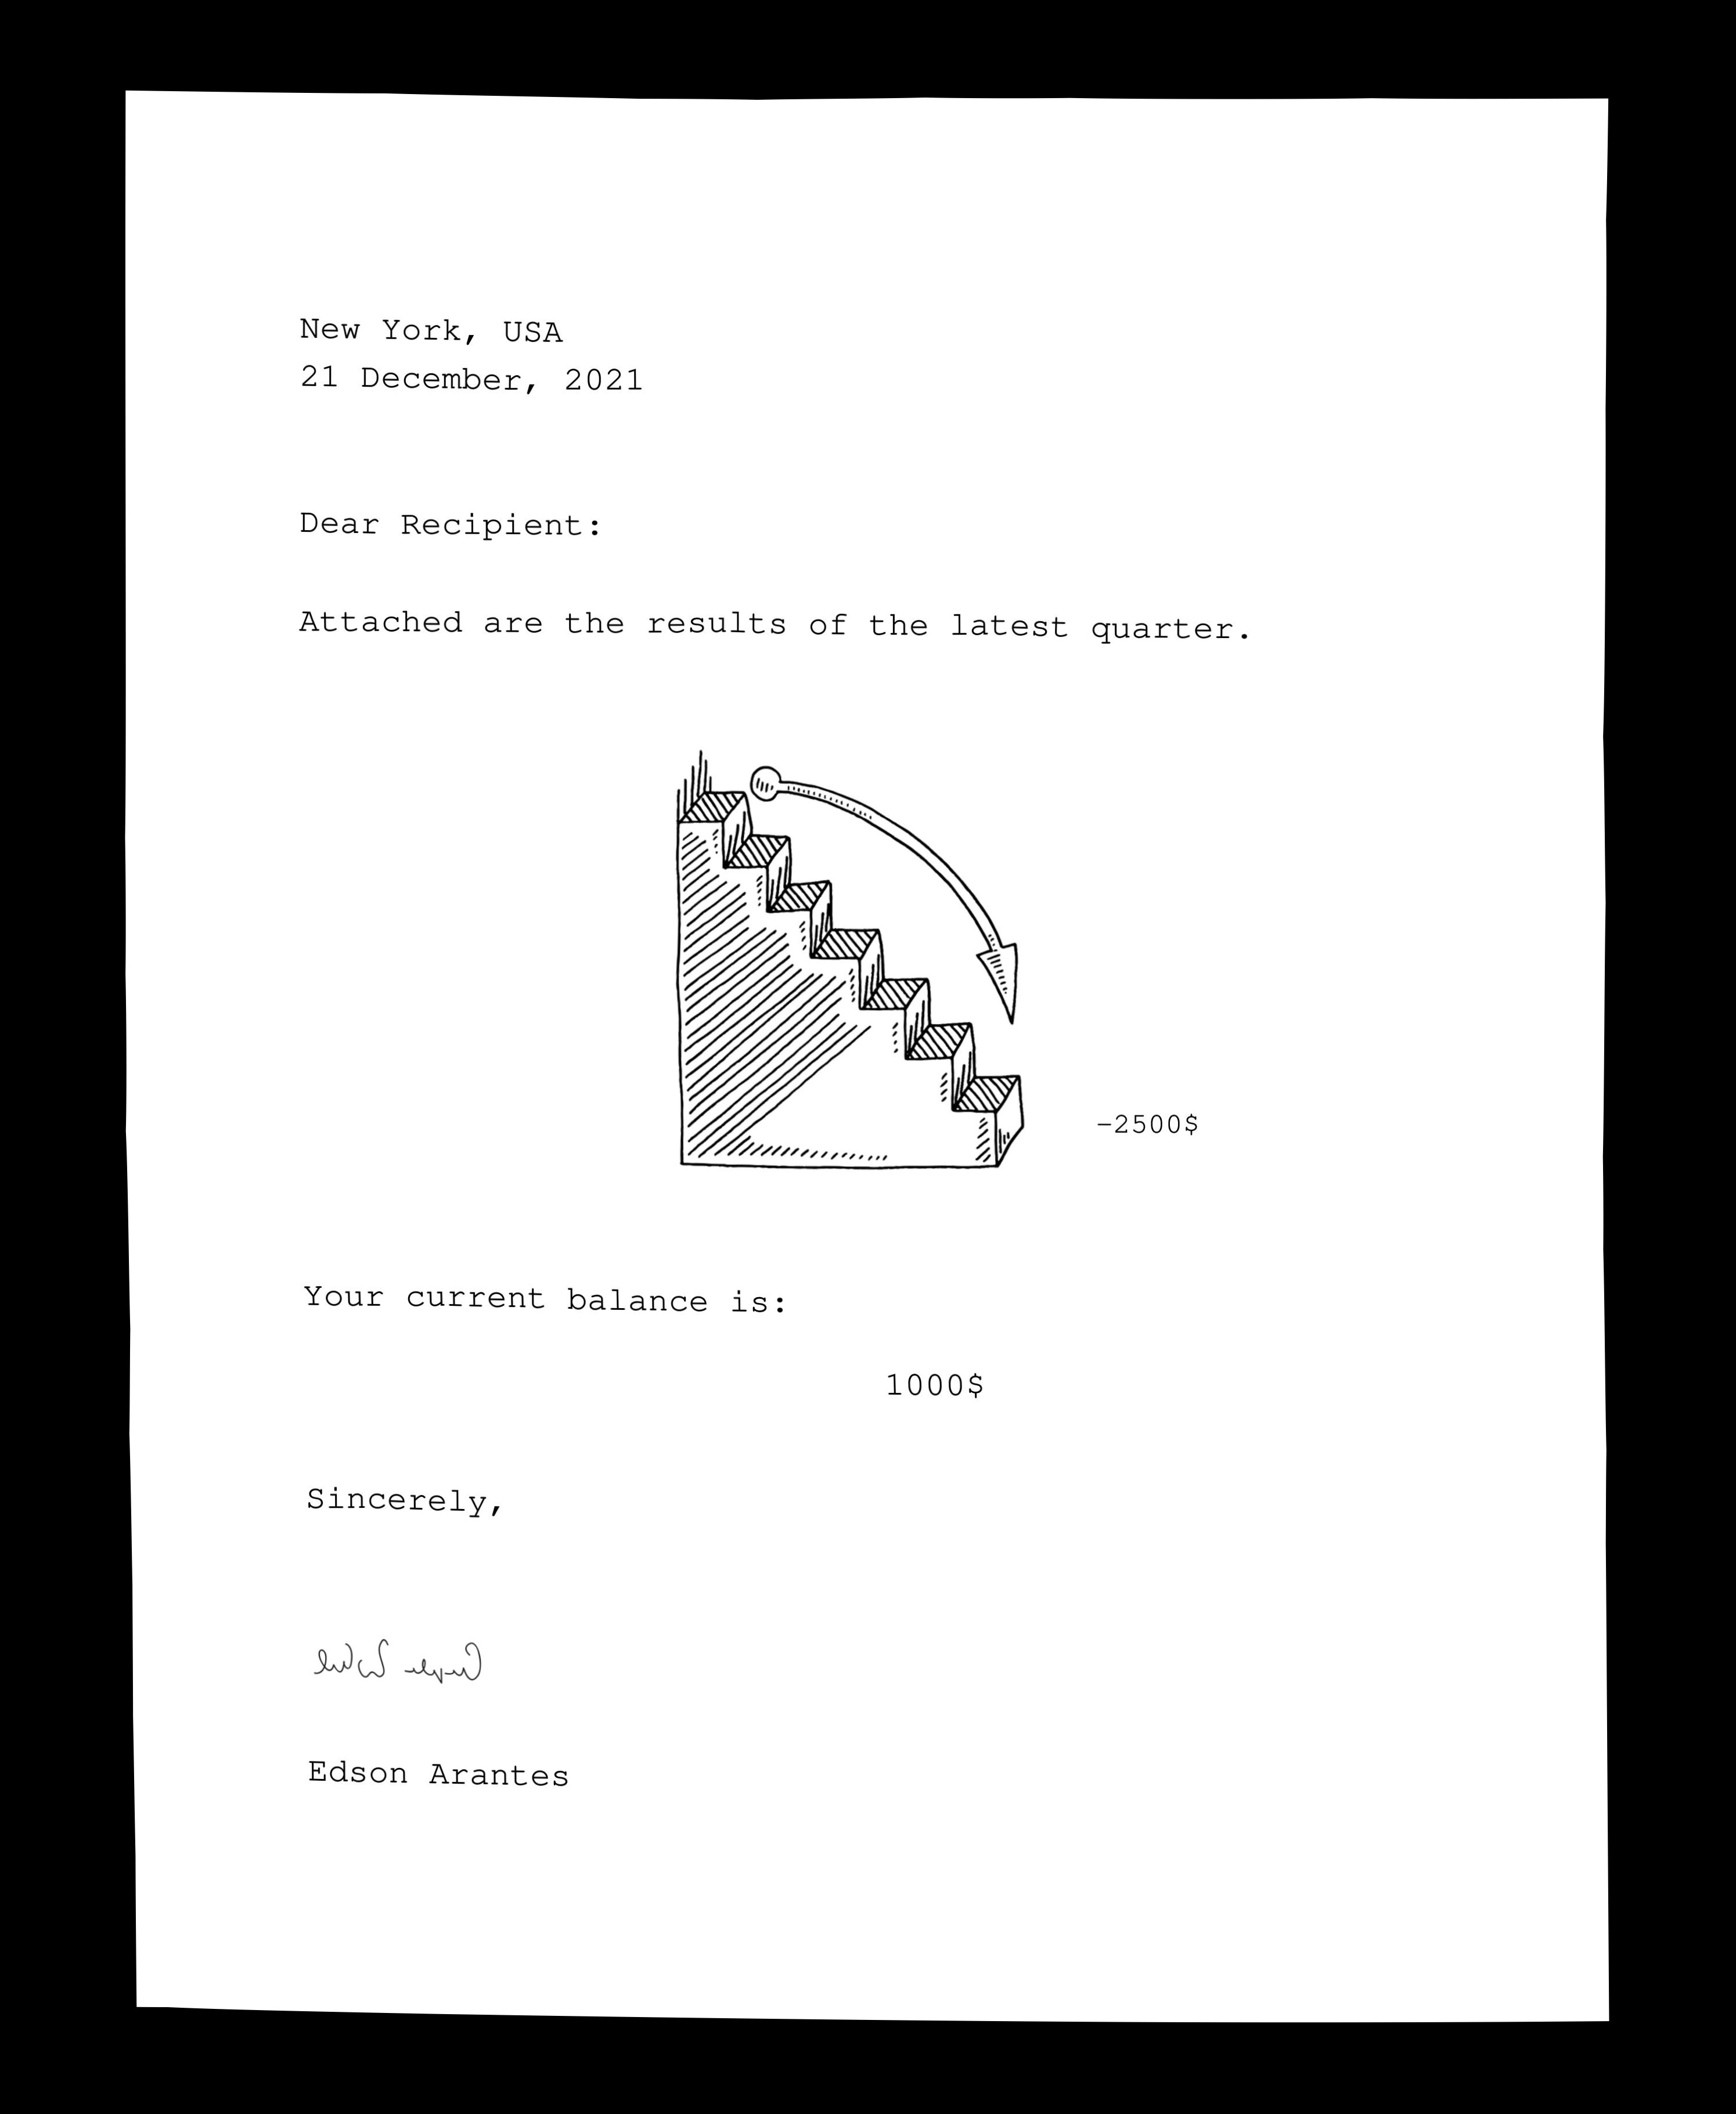 New York, USA
21 December, 2021
Dear Recipient:
Attached are the results of the latest quarter.
-2500$
Your current balance is:
1000$
Sincerely,
Edson Arantes